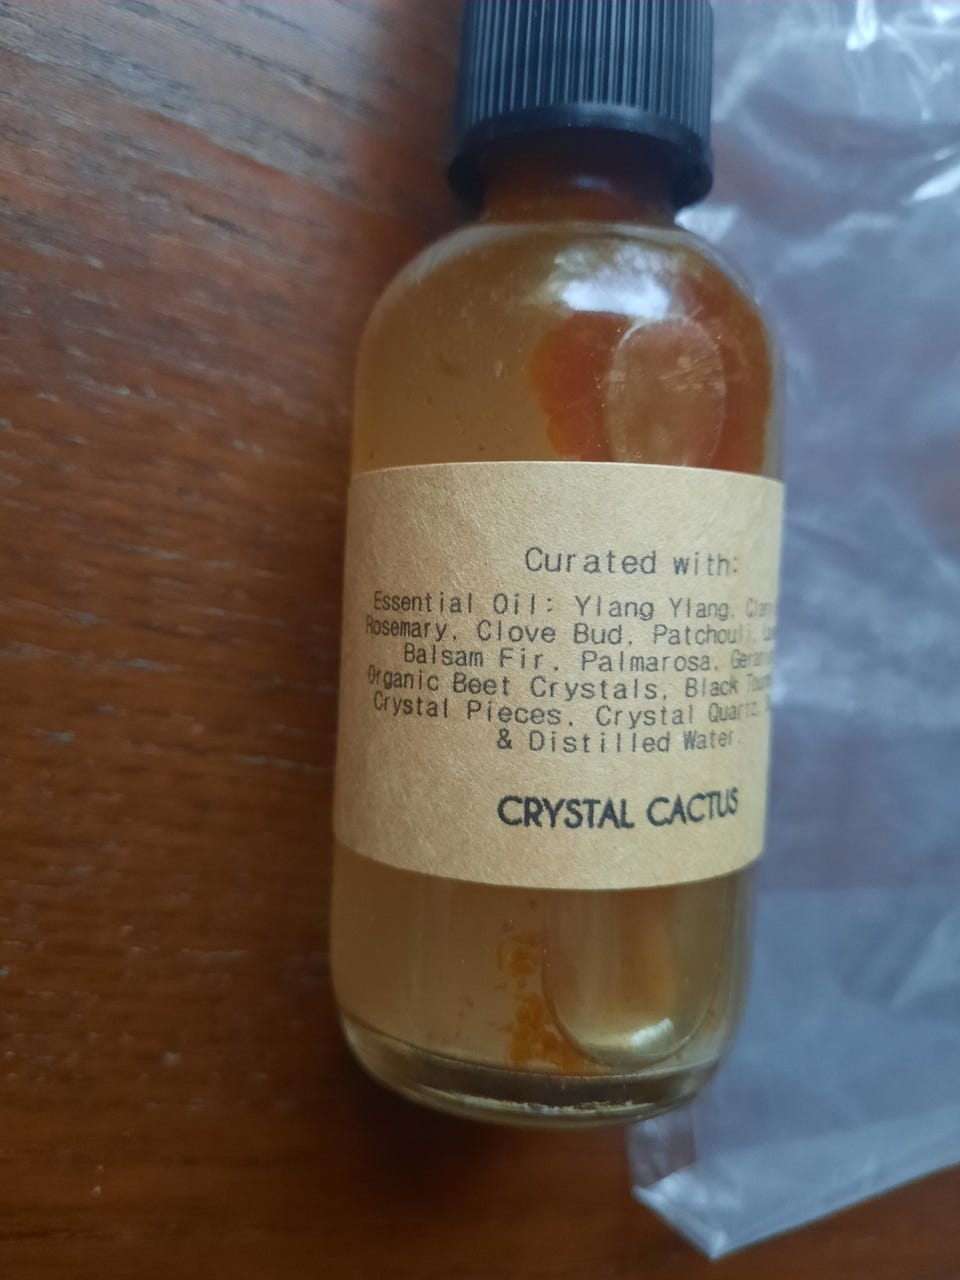 Curated with:
Essential Oil: Ylang Ylang,
Rosemary, Clove Bud, Patchouli,
Balsam Fir, Palmarosa,
Organic Beet Crystals, Black
Crystal Pieces, Crystal Quartz,
& Distilled Water.
CRYSTAL CACTUS